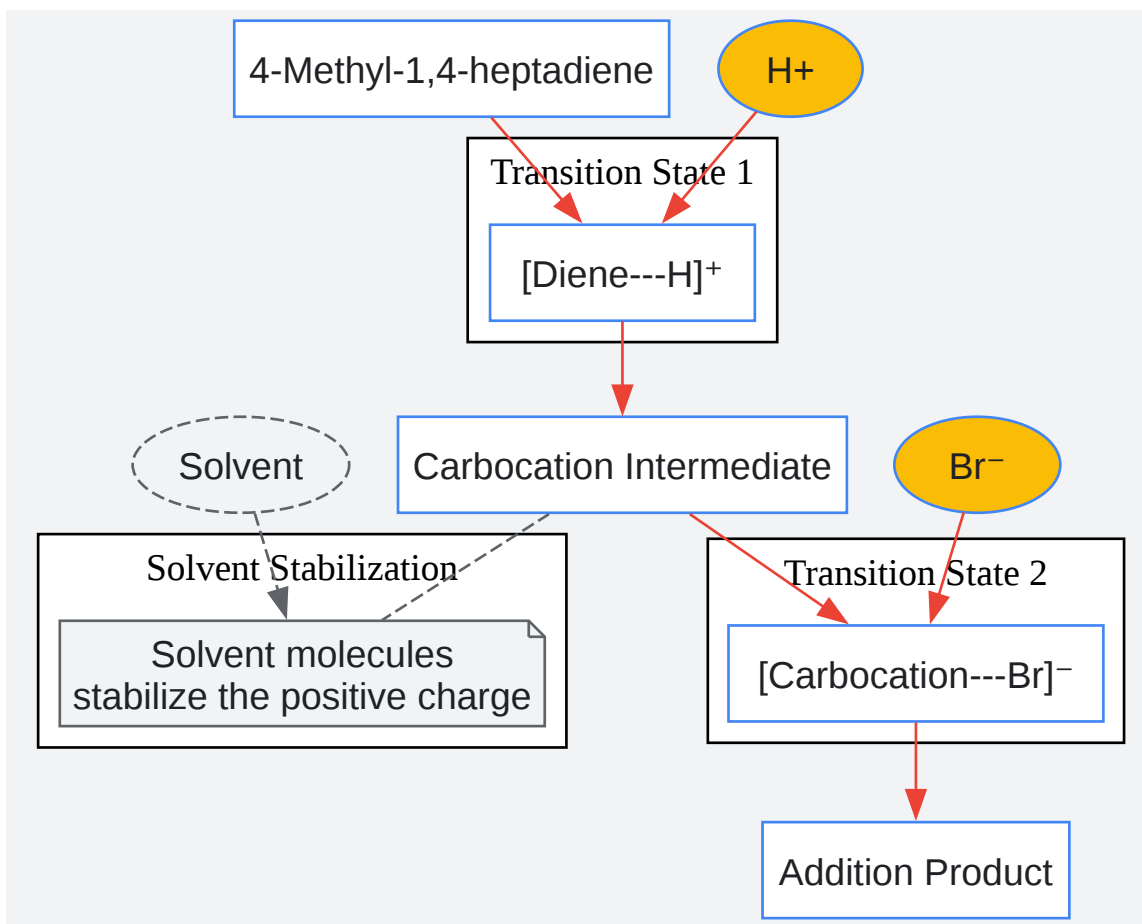 4-Methyl-1,4-heptadiene
H+
Transition State 1
[Diene---H]⁺
Solvent
Carbocation Intermediate
Br⁻
Solvent Stabilization
Transition State 2
Solvent molecules
stabilize the positive charge
[Carbocation---Br]⁻
Addition Product